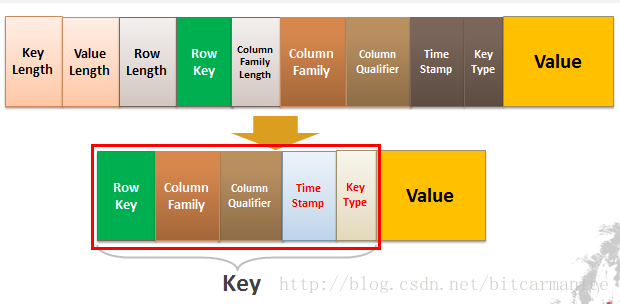 Key Length
Value Length
Row Length
Row Key
Column Family Length
Column Family
Column Qualifier
Time Stamp
Key Type
Value
Row Key
Column Family
Column Qualifier
Time Stamp
Key Type
Value
Key
http://blog.csdn.net/bitcarmanlee